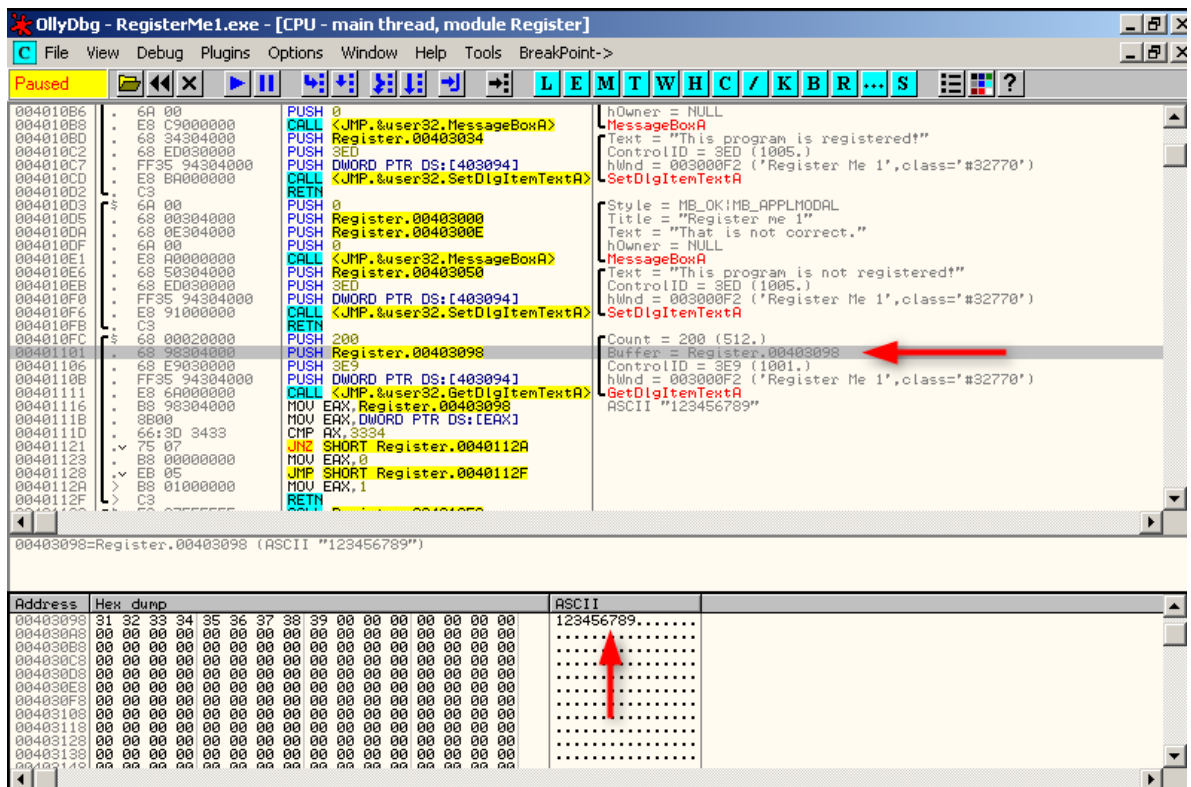 OllyDbg - RegisterMe1.exe - [CPU - main thread, module Register]
C File View Debug Plugins Options Window Help Tools BreakPoint->
Paused L E M T W H C / K B R ... S ?
004010B6 . 6A 00 PUSH 0 hOwner = NULL
004010B8 . E8 C9000000 CALL <JMP.&user32.MessageBoxA> MessageBoxA
004010BD . 68 34304000 PUSH Register.00403034 Text = "This program is registered!"
004010C2 . 68 ED030000 PUSH 3ED ControlID = 3ED (1005.)
004010C7 . FF35 94304000 PUSH DWORD PTR DS:[403094] hWnd = 003000F2 ('Register Me 1',class='#32770')
004010CD . E8 BA000000 CALL <JMP.&user32.SetDlgItemTextA> SetDlgItemTextA
004010D2 . C3 RETN
004010D3 $ 6A 00 PUSH 0 Style = MB_OK|MB_APPLMODAL
004010D5 . 68 00304000 PUSH Register.00403000 Title = "Register me 1"
004010DA . 68 0E304000 PUSH Register.0040300E Text = "That is not correct."
004010DF . 6A 00 PUSH 0 hOwner = NULL
004010E1 . E8 A0000000 CALL <JMP.&user32.MessageBoxA> MessageBoxA
004010E6 . 68 50304000 PUSH Register.00403050 Text = "This program is not registered!"
004010EB . 68 ED030000 PUSH 3ED ControlID = 3ED (1005.)
004010F0 . FF35 94304000 PUSH DWORD PTR DS:[403094] hWnd = 003000F2 ('Register Me 1',class='#32770')
004010F6 . E8 91000000 CALL <JMP.&user32.SetDlgItemTextA> SetDlgItemTextA
004010FB . C3 RETN
004010FC $ 68 00020000 PUSH 200 Count = 200 (512.)
00401101 . 68 98304000 PUSH Register.00403098 Buffer = Register.00403098
00401106 . 68 E9030000 PUSH 3E9 ControlID = 3E9 (1001.)
0040110B . FF35 94304000 PUSH DWORD PTR DS:[403094] hWnd = 003000F2 ('Register Me 1',class='#32770')
00401111 . E8 6A000000 CALL <JMP.&user32.GetDlgItemTextA> GetDlgItemTextA
00401116 . B8 98304000 MOV EAX,Register.00403098 ASCII "123456789"
0040111B . 8B00 MOV EAX,DWORD PTR DS:[EAX]
0040111D . 66:3D 3433 CMP AX,3334
00401121 .v 75 07 JNZ SHORT Register.0040112A
00401123 . B8 00000000 MOV EAX,0
00401128 .v EB 05 JMP SHORT Register.0040112F
0040112A > B8 01000000 MOV EAX,1
0040112F > C3 RETN
00403098=Register.00403098 (ASCII "123456789")
Address Hex dump ASCII
00403098 31 32 33 34 35 36 37 38 39 00 00 00 00 00 00 00 123456789.......
004030A8 00 00 00 00 00 00 00 00 00 00 00 00 00 00 00 00 ................
004030B8 00 00 00 00 00 00 00 00 00 00 00 00 00 00 00 00 ................
004030C8 00 00 00 00 00 00 00 00 00 00 00 00 00 00 00 00 ................
004030D8 00 00 00 00 00 00 00 00 00 00 00 00 00 00 00 00 ................
004030E8 00 00 00 00 00 00 00 00 00 00 00 00 00 00 00 00 ................
004030F8 00 00 00 00 00 00 00 00 00 00 00 00 00 00 00 00 ................
00403108 00 00 00 00 00 00 00 00 00 00 00 00 00 00 00 00 ................
00403118 00 00 00 00 00 00 00 00 00 00 00 00 00 00 00 00 ................
00403128 00 00 00 00 00 00 00 00 00 00 00 00 00 00 00 00 ................
00403138 00 00 00 00 00 00 00 00 00 00 00 00 00 00 00 00 ................